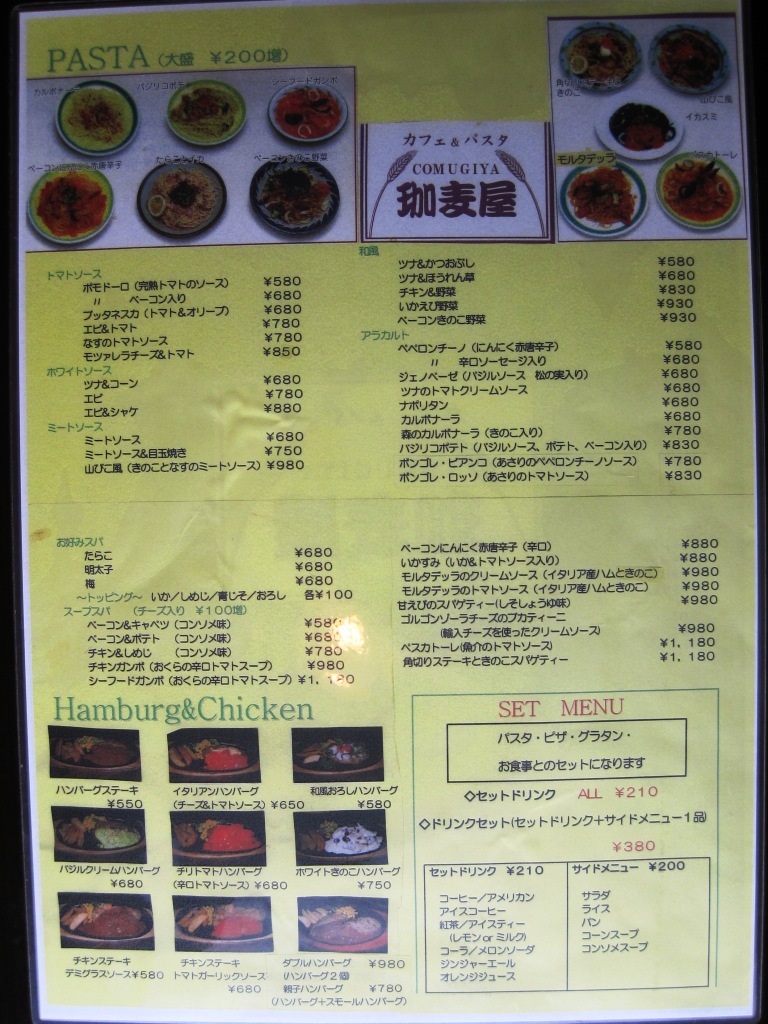 PASTA (大盛 ¥200増)
カルボナーラ
バジリコポテト
シーフードガンボ
ベーコンにんにく赤唐辛子
たらことイカ
ベーコンきのこ野菜
カフェ & パスタ
COMUGIYA
珈麦屋
きのこ
山びこ風
イカスミ
モルタデッラ
ペスカトーレ
トマトソース
ポモドーロ (完熟トマトのソース) ¥580
〃 ベーコン入り ¥680
プッタネスカ (トマト&オリーブ) ¥680
エビ&トマト ¥780
なすのトマトソース ¥780
モツァレラチーズ&トマト ¥850
ホワイトソース
ツナ&コーン ¥680
エビ ¥780
エビ&シャケ ¥880
ミートソース
ミートソース ¥680
ミートソース&目玉焼き ¥750
山びこ風 (きのことなすのミートソース) ¥980
和風
ツナ&かつおぶし ¥580
ツナ&ほうれん草 ¥680
チキン&野菜 ¥830
いかえび野菜 ¥930
ベーコンきのこ野菜 ¥930
アラカルト
ペペロンチーノ (にんにく赤唐辛子) ¥580
〃 辛口ソーセージ入り ¥680
ジェノベーゼ (バジルソース 松の実入り) ¥680
ツナのトマトクリームソース ¥680
ナポリタン ¥680
カルボナーラ ¥680
森のカルボナーラ (きのこ入り) ¥780
バジリコポテト (バジルソース、ポテト、ベーコン入り) ¥830
ボンゴレ・ビアンコ (あさりのペペロンチーノソース) ¥780
ボンゴレ・ロッソ (あさりのトマトソース) ¥830
お好みスパ
たらこ ¥680
明太子 ¥680
梅 ¥680
～トッピング～ いか/しめじ/青じそ/おろし 各¥100
スープスパ (チーズ入り ¥100増)
ベーコン&キャベツ (コンソメ味) ¥580
ベーコン&ポテト (コンソメ味) ¥680
チキン&しめじ (コンソメ味) ¥780
チキンガンボ (おくらの辛口トマトスープ) ¥980
シーフードガンボ (おくらの辛口トマトスープ) ¥1,180
ベーコンにんにく赤唐辛子 (辛口) ¥880
いかすみ (いか&トマトソース入り) ¥880
モルタデッラのクリームソース (イタリア産ハムときのこ) ¥980
モルタデッラのトマトソース (イタリア産ハムときのこ) ¥980
甘えびのスパゲティー(しそしょうゆ味) ¥980
ゴルゴンゾーラチーズのブカティーニ
(輸入チーズを使ったクリームソース) ¥980
ペスカトーレ(魚介のトマトソース) ¥1,180
角切りステーキときのこスパゲティー ¥1,180
Hamburg&Chicken
ハンバーグステーキ
¥550
イタリアンハンバーグ
(チーズ&トマトソース) ¥650
和風おろしハンバーグ
¥580
バジルクリームハンバーグ
¥680
チリトマトハンバーグ
(辛口トマトソース) ¥680
ホワイトきのこハンバーグ
¥750
チキンステーキ
デミグラスソース ¥580
チキンステーキ
トマトガーリックソース
¥680
ダブルハンバーグ ¥980
(ハンバーグ2個)
親子ハンバーグ ¥780
(ハンバーグ+スモールハンバーグ)
SET MENU
パスタ・ピザ・グラタン・
お食事とのセットになります
◇セットドリンク ALL ¥210
◇ドリンクセット(セットドリンク+サイドメニュー1品)
¥380
セットドリンク ¥210
コーヒー/アメリカン
アイスコーヒー
紅茶/アイスティー
(レモン or ミルク)
コーラ/メロンソーダ
ジンジャーエール
オレンジジュース
サイドメニュー ¥200
サラダ
ライス
パン
コーンスープ
コンソメスープ